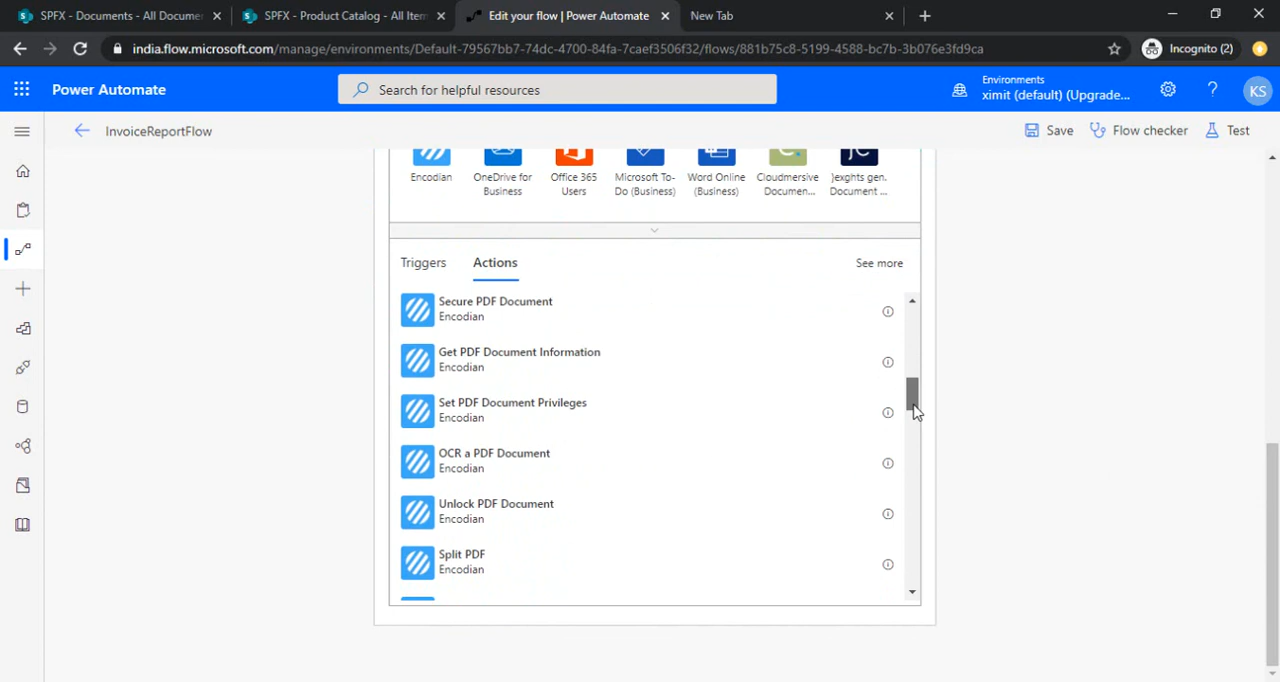 SPFX - Documents - All Docume
SPFX - Product Catalog - All Item
Edit your flow | Power Automate
New Tab
india.flow.microsoft.com/manage/environments/Default-79567bb7-74dc-4700-84fa-7caef3506f32/flows/881b75c8-5199-4588-bc7b-3b076e3fd9ca
Incognito (2)
Power Automate
Search for helpful resources
Environments
ximit (default) (Upgrade...
KS
InvoiceReportFlow
Save
Flow checker
Test
Encodian
OneDrive for
Business
Office 365
Users
Microsoft To-
Do (Business)
Word Online
(Business)
Cloudmersive
Documen...
Documen ...
Triggers
Actions
See more
Secure PDF Document
Encodian
Get PDF Document Information
Encodian
Set PDF Document Privileges
Encodian
OCR a PDF Document
Encodian
Unlock PDF Document
Encodian
Split PDF
Encodian